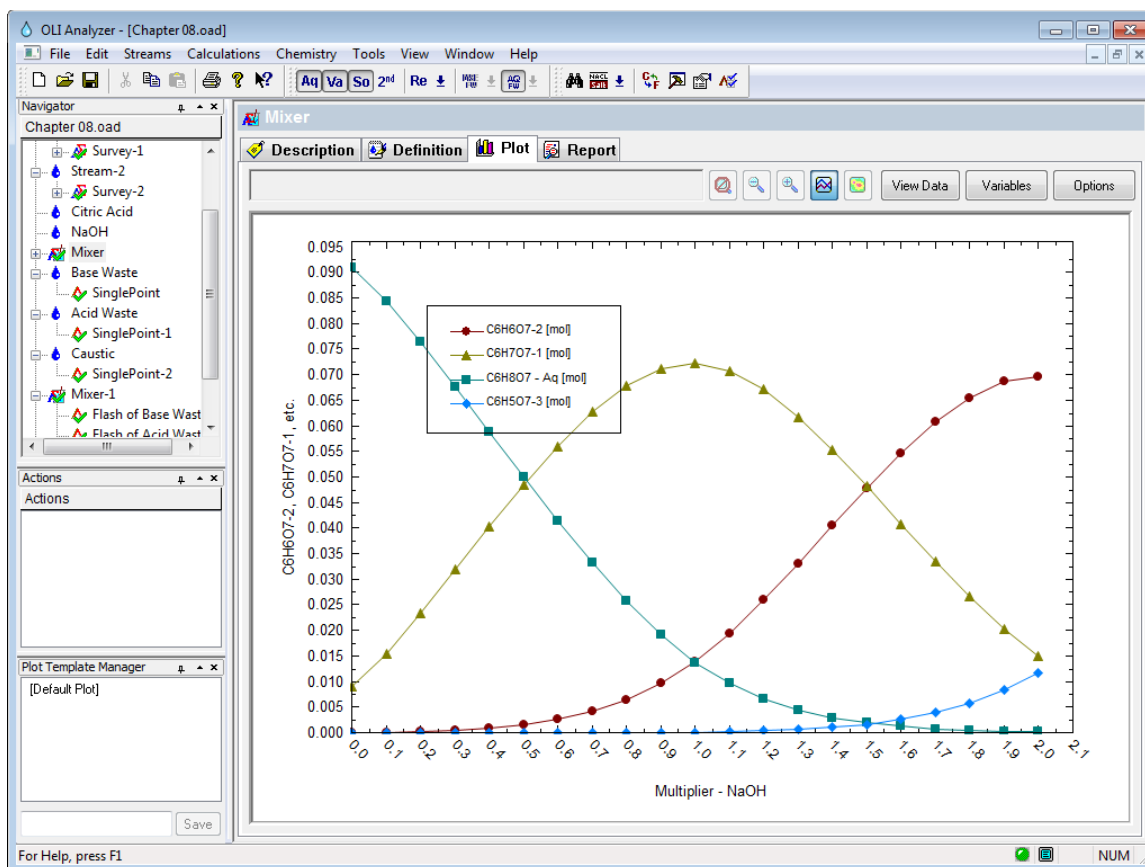 OLI Analyzer - [Chapter 08.oad]
File Edit Streams Calculations Chemistry Tools View Window Help
Aq Va So 2nd Re
Navigator
Chapter 08.oad
Survey-1
Stream-2
Survey-2
Citric Acid
NaOH
Mixer
Base Waste
SinglePoint
Acid Waste
SinglePoint-1
Caustic
SinglePoint-2
Mixer-1
Flash of Base Wast
Flash of Acid Wast
Actions
Actions
Plot Template Manager
[Default Plot]
Save
Mixer
Description Definition Plot Report
View Data Variables Options
C6H6O7-2, C6H7O7-1, etc.
0.095
0.090
0.085
0.080
0.075
0.070
0.065
0.060
0.055
0.050
0.045
0.040
0.035
0.030
0.025
0.020
0.015
0.010
0.005
0.000
C6H6O7-2 [mol]
C6H7O7-1 [mol]
C6H8O7 - Aq [mol]
C6H5O7-3 [mol]
0.0 0.1 0.2 0.3 0.4 0.5 0.6 0.7 0.8 0.9 1.0 1.1 1.2 1.3 1.4 1.5 1.6 1.7 1.8 1.9 2.0 2.1
Multiplier - NaOH
For Help, press F1 NUM